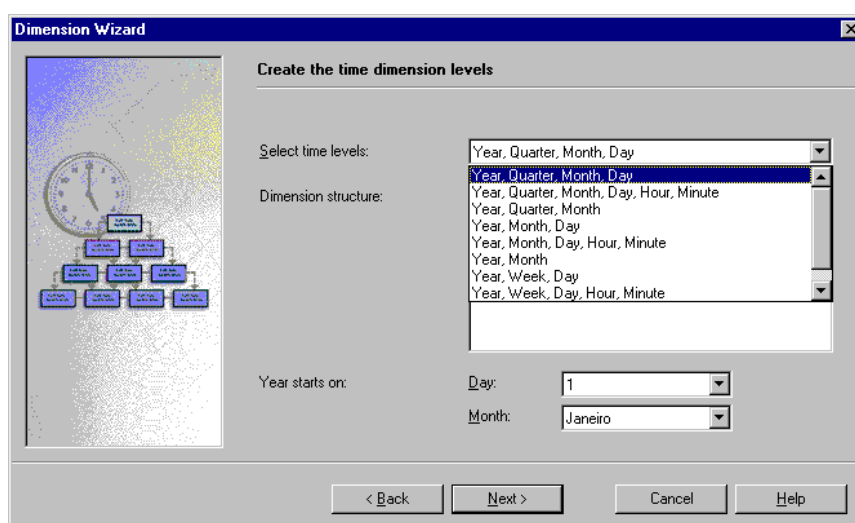 Dimension Wizard
Create the time dimension levels
Select time levels:
Year, Quarter, Month, Day
Year, Quarter, Month, Day
Year, Quarter, Month, Day, Hour, Minute
Dimension structure:
Year, Quarter, Month
Year, Month, Day
Year, Month, Day, Hour, Minute
Year, Month
Year, Week, Day
Year, Week, Day, Hour, Minute
Year starts on:
Day:
1
Month:
Janeiro
< Back
Next >
Cancel
Help